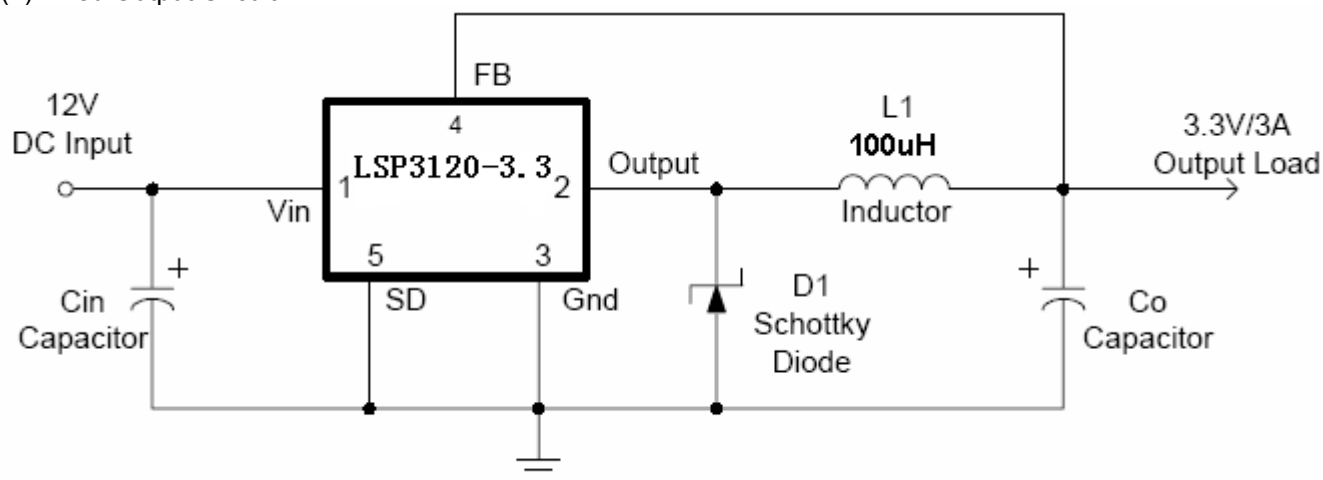 FB
12V
DC Input
4
L1
100uH
3.3V/3A
Output Load
LSP3120-3.3
1
2
Output
Vin
Inductor
5
3
SD
Gnd
+
Cin
Capacitor
D1
Schottky
Diode
+
Co
Capacitor